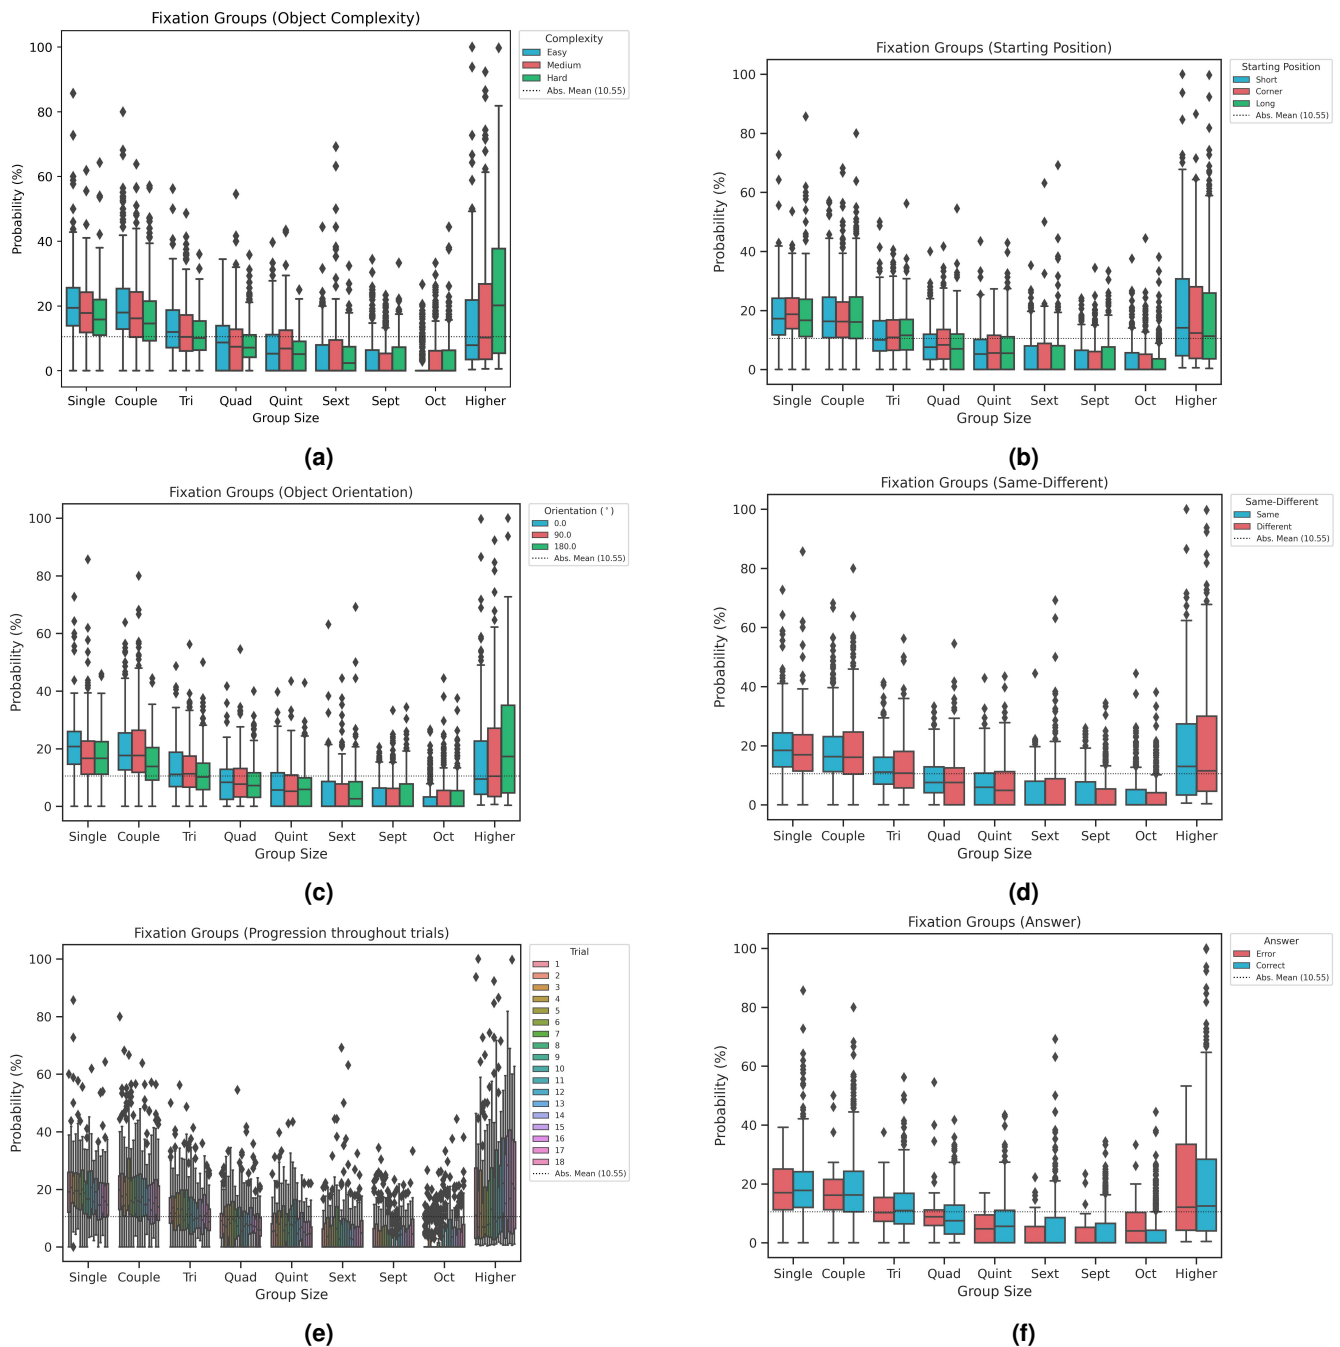 Fixation Groups (Object Complexity)
Probability (%)
100
80
60
40
20
0
Single Couple Tri Quad Quint Sext Sept Oct Higher
Group Size
Complexity
Easy
Medium
Hard
Abs. Mean (10.55)
(a)
Fixation Groups (Starting Position)
Probability (%)
100
80
60
40
20
0
Single Couple Tri Quad Quint Sext Sept Oct Higher
Group Size
Starting Position
Short
Corner
Long
Abs. Mean (10.55)
(b)
Fixation Groups (Object Orientation)
Probability (%)
100
80
60
40
20
0
Single Couple Tri Quad Quint Sext Sept Oct Higher
Group Size
Orientation (°)
0.0
90.0
180.0
Abs. Mean (10.55)
(c)
Fixation Groups (Same-Different)
Probability (%)
100
80
60
40
20
0
Single Couple Tri Quad Quint Sext Sept Oct Higher
Group Size
Same-Different
Same
Different
Abs. Mean (10.55)
(d)
Fixation Groups (Progression throughout trials)
Probability (%)
100
80
60
40
20
0
Single Couple Tri Quad Quint Sext Sept Oct Higher
Group Size
Trial
1
2
3
4
5
6
7
8
9
10
11
12
13
14
15
16
17
18
Abs. Mean (10.55)
(e)
Fixation Groups (Answer)
Probability (%)
100
80
60
40
20
0
Single Couple Tri Quad Quint Sext Sept Oct Higher
Group Size
Answer
Error
Correct
Abs. Mean (10.55)
(f)